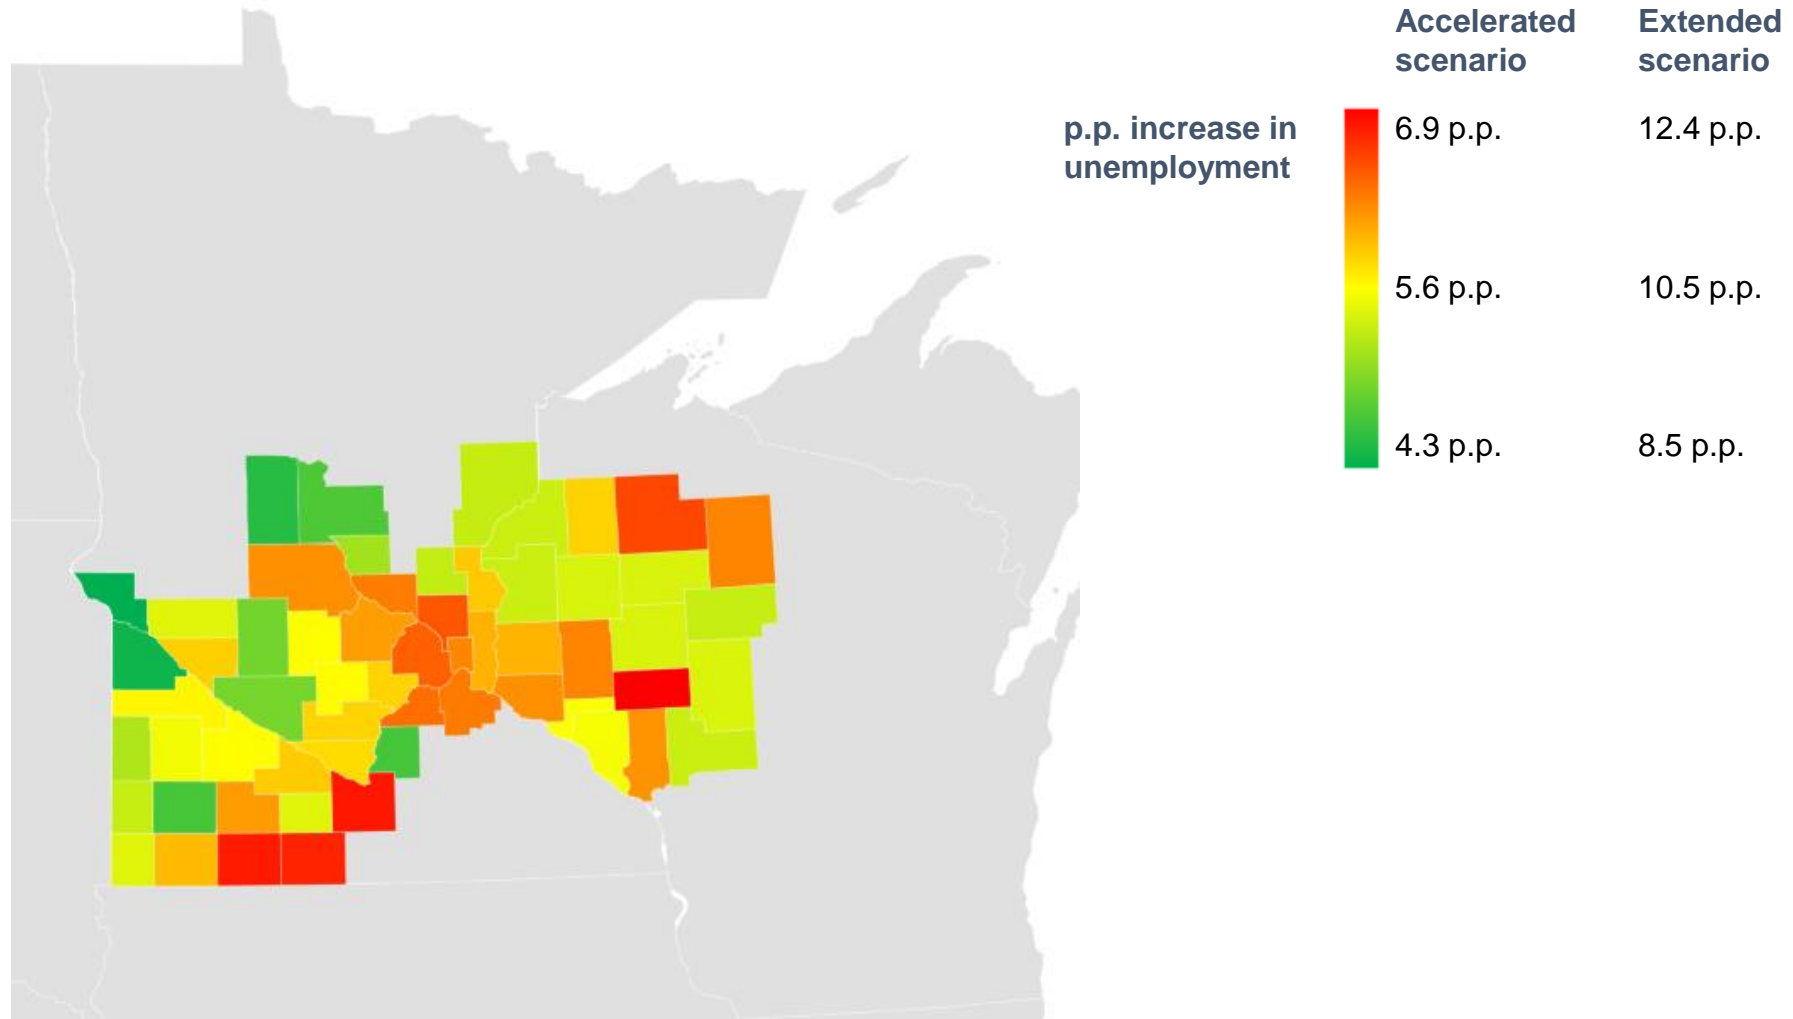 Accelerated scenario
Extended scenario
p.p. increase in
unemployment
6.9 p.p.
12.4 p.p.
5.6 p.p.
10.5 p.p.
4.3 p.p.
8.5 p.p.